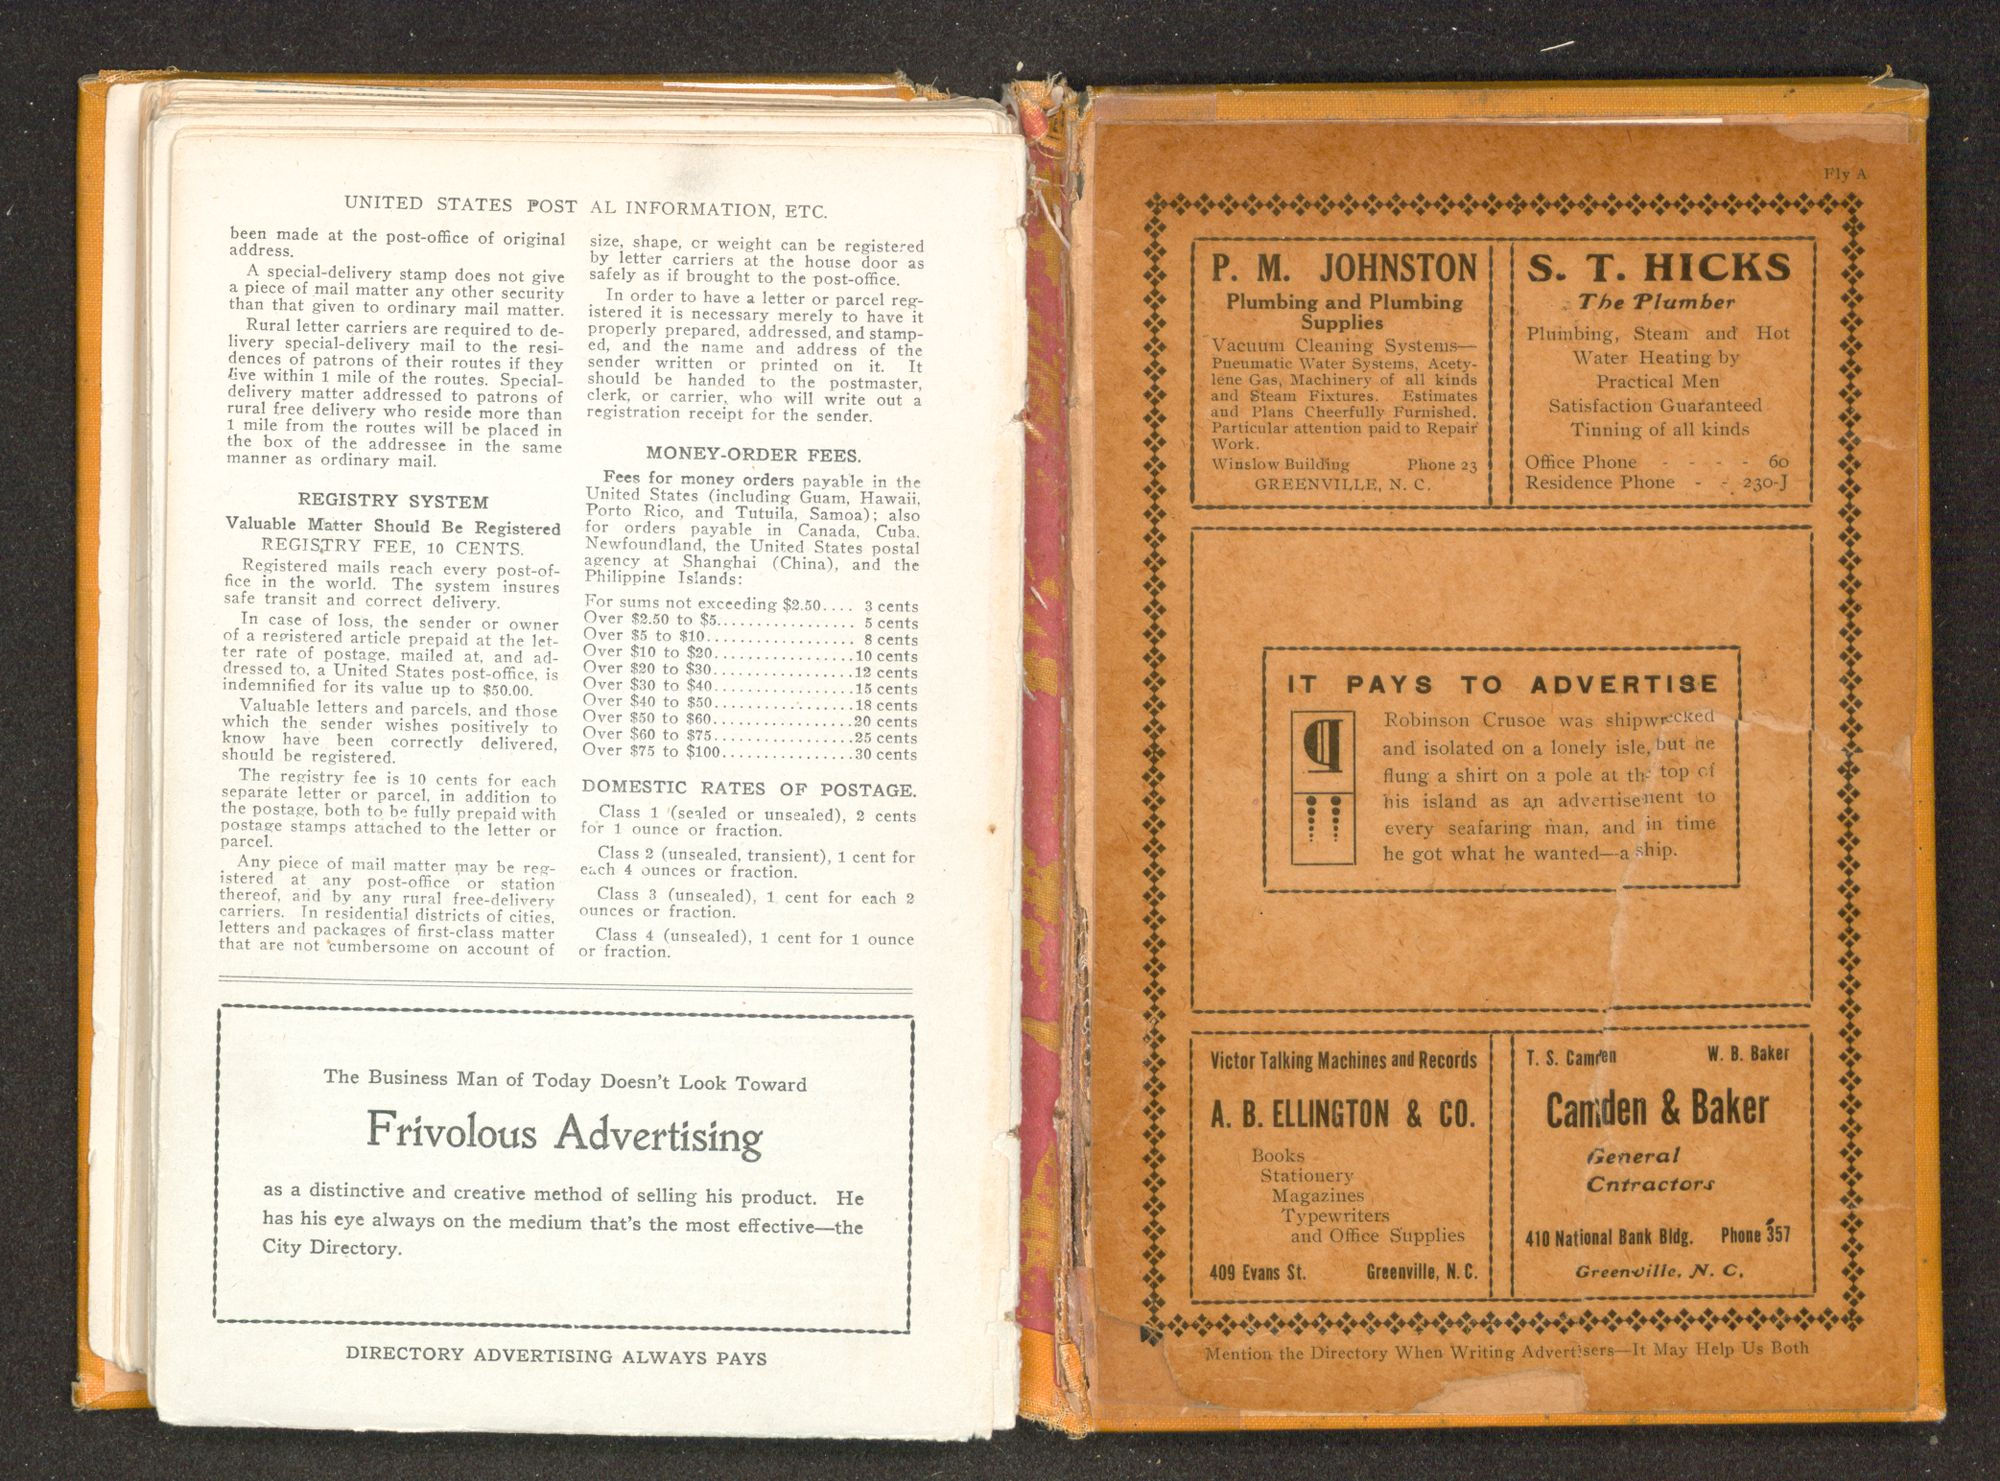 UNITED STATES POST AL INFORMATION, ETC.
been made at the post-office of original
address.
A special-delivery stamp does not give
a piece of mail matter any other security
than that given to ordinary mail matter.
Rural letter carriers are required to de-
livery special-delivery mail to the resi-
dences of patrons of their routes if they
live within 1 mile of the routes. Special-
delivery matter addressed to patrons of
rural free delivery who reside more than
1 mile from the routes will be placed in
the box of the addressee in the same
manner as ordinary mail.
REGISTRY SYSTEM
Valuable Matter Should Be Registered
REGISTRY FEE, 10 CENTS.
Registered mails reach every post-of-
fice in the world. The system insures
safe transit and correct delivery.
In case of loss, the sender or owner
of a registered article prepaid at the let-
ter rate of postage, mailed at, and ad-
dressed to, a United States post-office, is
indemnified for its value up to $50.00.
Valuable letters and parcels, and those
which the sender wishes positively to
know have been correctly delivered,
should be registered.
The registry fee is 10 cents for each
separate letter or parcel, in addition to
the postage, both to be fully prepaid with
postage stamps attached to the letter or
parcel.
Any piece of mail matter may be reg-
istered at any post-office or station
thereof, and by any rural free-delivery
carriers. In residential districts of cities,
letters and packages of first-class matter
that are not cumbersome on account of
size, shape, or weight can be registered
by letter carriers at the house door as
safely as if brought to the post-office.
In order to have a letter or parcel reg-
istered it is necessary merely to have it
properly prepared, addressed, and stamp-
ed, and the name and address of the
sender written or printed on it. It
should be handed to the postmaster,
clerk, or carrier, who will write out a
registration receipt for the sender.
MONEY-ORDER FEES.
Fees for money orders payable in the
United States (including Guam, Hawaii,
Porto Rico, and Tutuila, Samoa); also
for orders payable in Canada, Cuba.
Newfoundland, the United States postal
agency at Shanghai (China), and the
Philippine Islands:
For sums not exceeding $2.50.... 3 cents
Over $2.50 to $5................ 5 cents
Over $5 to $10.................. 8 cents
Over $10 to $20.................10 cents
Over $20 to $30.................12 cents
Over $30 to $40.................15 cents
Over $40 to $50.................18 cents
Over $50 to $60.................20 cents
Over $60 to $75.................25 cents
Over $75 to $100................30 cents
DOMESTIC RATES OF POSTAGE.
Class 1 (sealed or unsealed), 2 cents
for 1 ounce or fraction.
Class 2 (unsealed, transient), 1 cent for
each 4 ounces or fraction.
Class 3 (unsealed), 1 cent for each 2
ounces or fraction.
Class 4 (unsealed), 1 cent for 1 ounce
or fraction.
The Business Man of Today Doesn't Look Toward
Frivolous Advertising
as a distinctive and creative method of selling his product. He
has his eye always on the medium that's the most effective—the
City Directory.
DIRECTORY ADVERTISING ALWAYS PAYS
Fly A
P. M. JOHNSTON
Plumbing and Plumbing
Supplies
Vacuum Cleaning Systems—
Pneumatic Water Systems, Acety-
lene Gas, Machinery of all kinds
and Steam Fixtures. Estimates
and Plans Cheerfully Furnished.
Particular attention paid to Repair
Work.
Winslow Building Phone 23
GREENVILLE, N. C.
S. T. HICKS
The Plumber
Plumbing, Steam and Hot
Water Heating by
Practical Men
Satisfaction Guaranteed
Tinning of all kinds
Office Phone - - - - 60
Residence Phone - - 230-J
IT PAYS TO ADVERTISE
¶
Robinson Crusoe was shipwrecked
and isolated on a lonely isle, but he
flung a shirt on a pole at the top of
his island as an advertisement to
every seafaring man, and in time
he got what he wanted—a ship.
Victor Talking Machines and Records
A. B. ELLINGTON & CO.
Books
Stationery
Magazines
Typewriters
and Office Supplies
409 Evans St. Greenville, N. C.
T. S. Camden W. B. Baker
Camden & Baker
General
Cntractors
410 National Bank Bldg. Phone 357
Greenville, N. C.
Mention the Directory When Writing Advertisers—It May Help Us Both